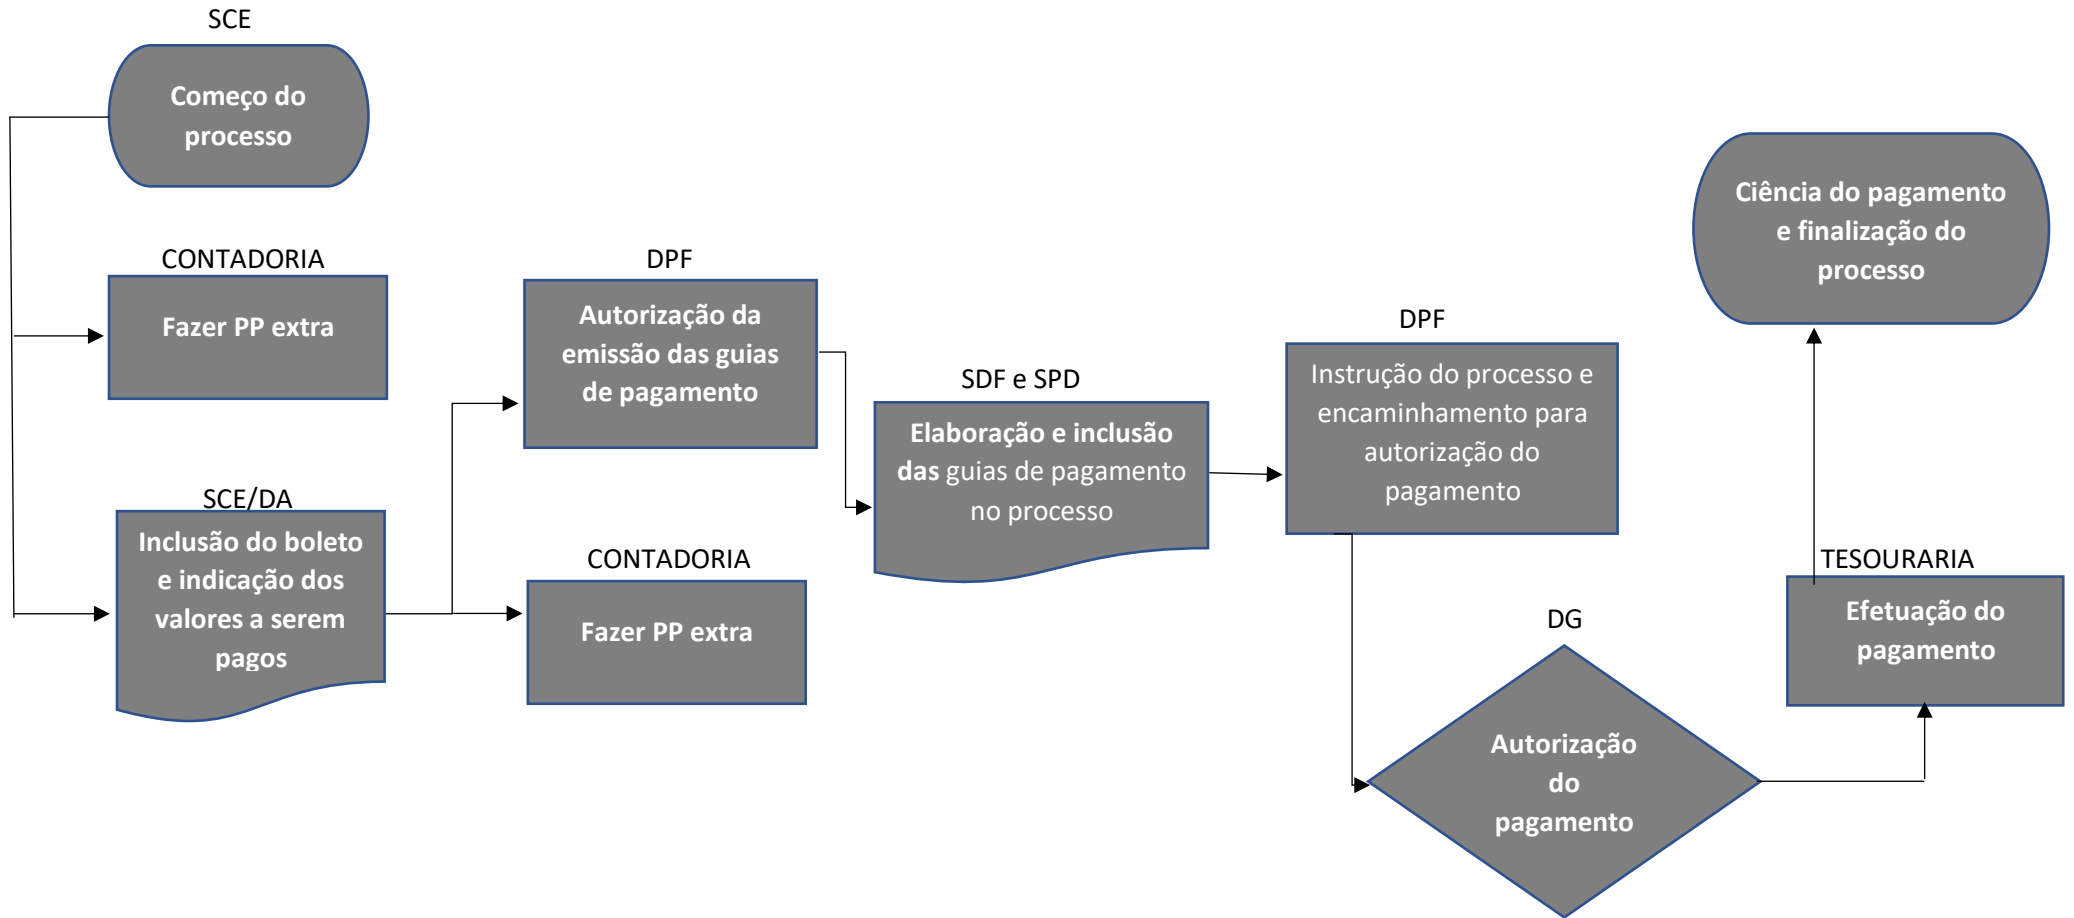 SCE
Começo do
processo
CONTADORIA
Fazer PP extra
SCE/DA
Inclusão do boleto
e indicação dos
valores a serem
pagos
DPF
Autorização da
emissão das guias
de pagamento
CONTADORIA
Fazer PP extra
SDF e SPD
Elaboração e inclusão
das guias de pagamento
no processo
DPF
Instrução do processo e
encaminhamento para
autorização do
pagamento
DG
Autorização
do
pagamento
TESOURARIA
Efetuação do
pagamento
Ciência do pagamento
e finalização do
processo